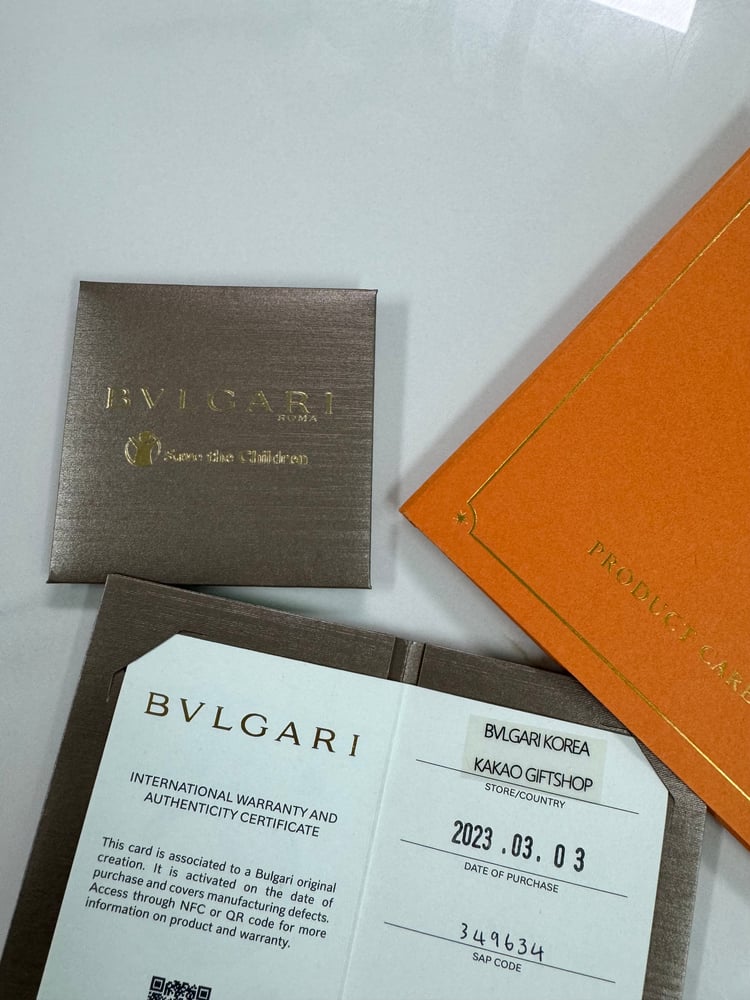 BVLGARI
ROMA
Save the Children
PRODUCT CARE
BVLGARI
INTERNATIONAL WARRANTY AND
AUTHENTICITY CERTIFICATE
This card is associated to a Bulgari original
creation. It is activated on the date of
purchase and covers manufacturing defects.
Access through NFC or QR code for more
information on product and warranty.
BVLGARI KOREA
KAKAO GIFTSHOP
STORE/COUNTRY
2023.03.03
DATE OF PURCHASE
349634
SAP CODE